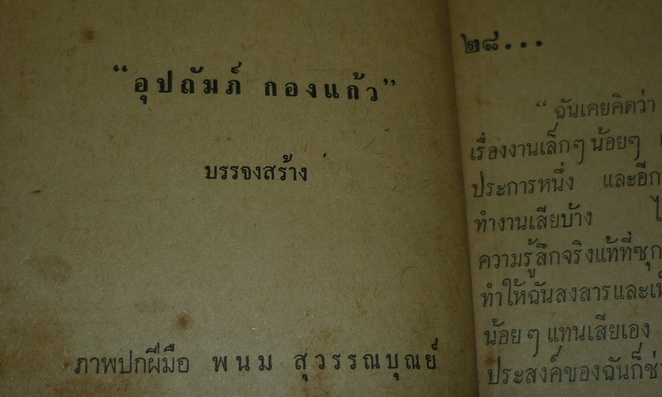 “อุปถัมภ์ กองแก้ว”
บรรจงสร้าง
ภาพปกฝีมือ พนม สุวรรณบุณย์
๒๘...
“ ฉันเคยคิดว่า
เรื่องงานเล็กๆ น้อยๆ
ประการหนึ่ง และอีก
ทำงานเสียบ้าง
ความรู้สึกจริงแท้ที่ซุก
ทำให้ฉันสงสารและเ
น้อยๆ แทนเสียเอง
ประสงค์ของฉันก็ช่